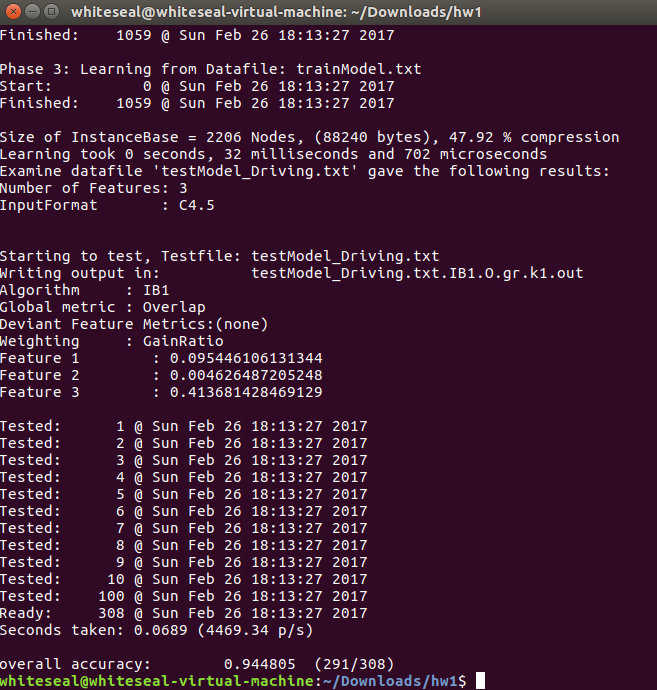 whiteseal@whiteseal-virtual-machine: ~/Downloads/hw1
Finished:    1059 @ Sun Feb 26 18:13:27 2017
Phase 3: Learning from Datafile: trainModel.txt
Start:          0 @ Sun Feb 26 18:13:27 2017
Finished:    1059 @ Sun Feb 26 18:13:27 2017
Size of InstanceBase = 2206 Nodes, (88240 bytes), 47.92 % compression
Learning took 0 seconds, 32 milliseconds and 702 microseconds
Examine datafile 'testModel_Driving.txt' gave the following results:
Number of Features: 3
InputFormat       : C4.5
Starting to test, Testfile: testModel_Driving.txt
Writing output in:          testModel_Driving.txt.IB1.O.gr.k1.out
Algorithm     : IB1
Global metric : Overlap
Deviant Feature Metrics:(none)
Weighting     : GainRatio
Feature 1        : 0.095446106131344
Feature 2        : 0.004626487205248
Feature 3        : 0.413681428469129
Tested:      1 @ Sun Feb 26 18:13:27 2017
Tested:      2 @ Sun Feb 26 18:13:27 2017
Tested:      3 @ Sun Feb 26 18:13:27 2017
Tested:      4 @ Sun Feb 26 18:13:27 2017
Tested:      5 @ Sun Feb 26 18:13:27 2017
Tested:      6 @ Sun Feb 26 18:13:27 2017
Tested:      7 @ Sun Feb 26 18:13:27 2017
Tested:      8 @ Sun Feb 26 18:13:27 2017
Tested:      9 @ Sun Feb 26 18:13:27 2017
Tested:     10 @ Sun Feb 26 18:13:27 2017
Tested:    100 @ Sun Feb 26 18:13:27 2017
Ready:     308 @ Sun Feb 26 18:13:27 2017
Seconds taken: 0.0689 (4469.34 p/s)
overall accuracy:        0.944805  (291/308)
whiteseal@whiteseal-virtual-machine:~/Downloads/hw1$